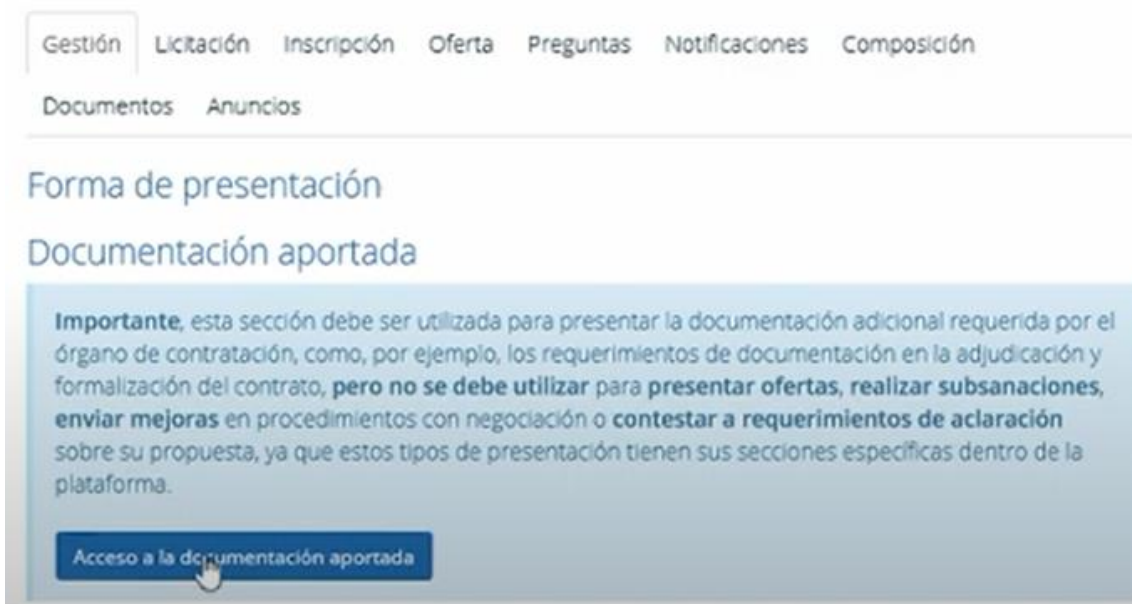 Gestión Licitación Inscripción Oferta Preguntas Notificaciones Composición
Documentos Anuncios
Forma de presentación
Documentación aportada
Importante, esta sección debe ser utilizada para presentar la documentación adicional requerida por el
órgano de contratación, como, por ejemplo, los requerimientos de documentación en la adjudicación y
formalización del contrato, pero no se debe utilizar para presentar ofertas, realizar subsanaciones,
enviar mejoras en procedimientos con negociación o contestar a requerimientos de aclaración
sobre su propuesta, ya que estos tipos de presentación tienen sus secciones específicas dentro de la
plataforma.
Acceso a la documentación aportada